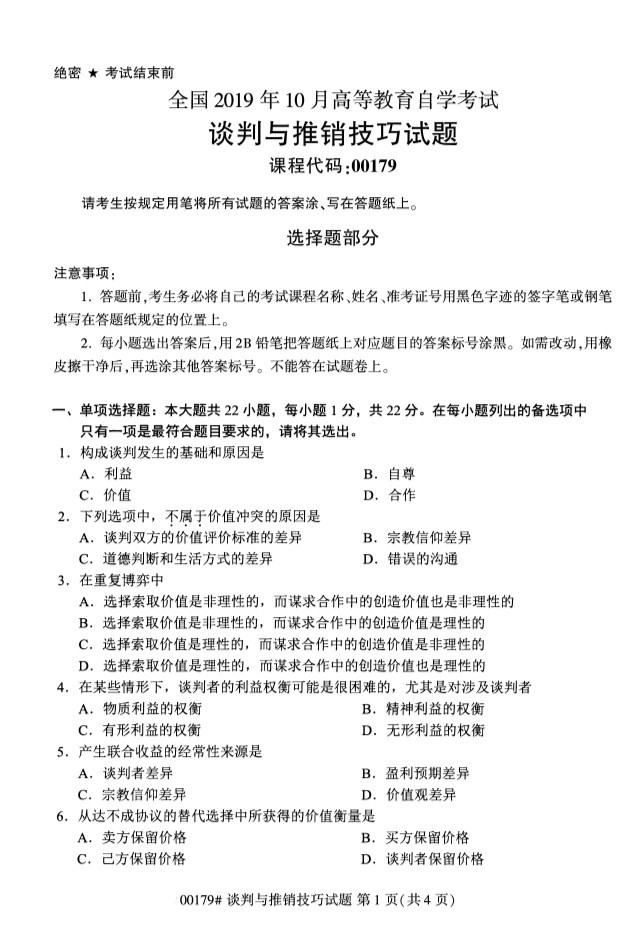 绝密 ★ 考试结束前
全国 2019 年 10 月高等教育自学考试
谈判与推销技巧试题
课程代码:00179
请考生按规定用笔将所有试题的答案涂、写在答题纸上。
选择题部分
注意事项:
1. 答题前,考生务必将自己的考试课程名称、姓名、准考证号用黑色字迹的签字笔或钢笔
填写在答题纸规定的位置上。
2. 每小题选出答案后,用 2B 铅笔把答题纸上对应题目的答案标号涂黑。如需改动,用橡
皮擦干净后,再选涂其他答案标号。不能答在试题卷上。
一、单项选择题：本大题共 22 小题，每小题 1 分，共 22 分。在每小题列出的备选项中
只有一项是最符合题目要求的，请将其选出。
1. 构成谈判发生的基础和原因是
A. 利益 B. 自尊
C. 价值 D. 合作
2. 下列选项中，不属于价值冲突的原因是
A. 谈判双方的价值评价标准的差异 B. 宗教信仰差异
C. 道德判断和生活方式的差异 D. 错误的沟通
3. 在重复博弈中
A. 选择索取价值是非理性的，而谋求合作中的创造价值也是非理性的
B. 选择索取价值是非理性的，而谋求合作中的创造价值是理性的
C. 选择索取价值是理性的，而谋求合作中的创造价值是非理性的
D. 选择索取价值是理性的，而谋求合作中的创造价值也是理性的
4. 在某些情形下，谈判者的利益权衡可能是很困难的，尤其是对涉及谈判者
A. 物质利益的权衡 B. 精神利益的权衡
C. 有形利益的权衡 D. 无形利益的权衡
5. 产生联合收益的经常性来源是
A. 谈判者差异 B. 盈利预期差异
C. 宗教信仰差异 D. 价值观差异
6. 从达不成协议的替代选择中所获得的价值衡量是
A. 卖方保留价格 B. 买方保留价格
C. 己方保留价格 D. 谈判者保留价格
00179# 谈判与推销技巧试题 第 1 页(共 4 页)